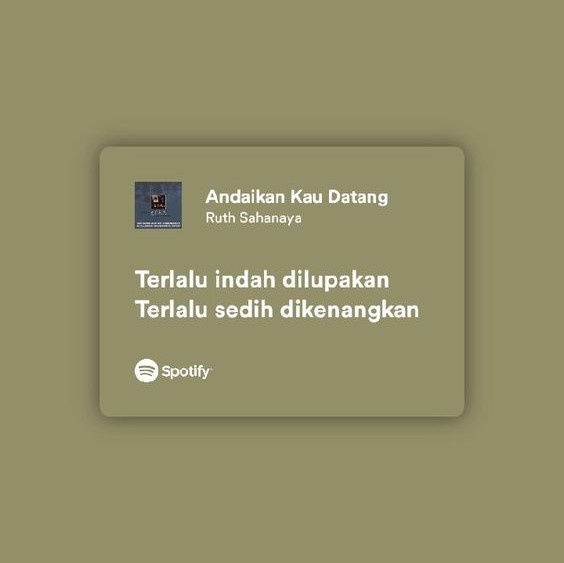 Andaikan Kau Datang
Ruth Sahanaya
Terlalu indah dilupakan
Terlalu sedih dikenangkan
Spotify